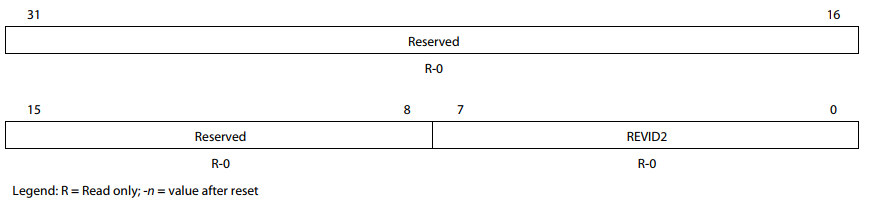 31 16
Reserved
R-0
15 8 7 0
Reserved REVID2
R-0 R-0
Legend: R = Read only; -n = value after reset